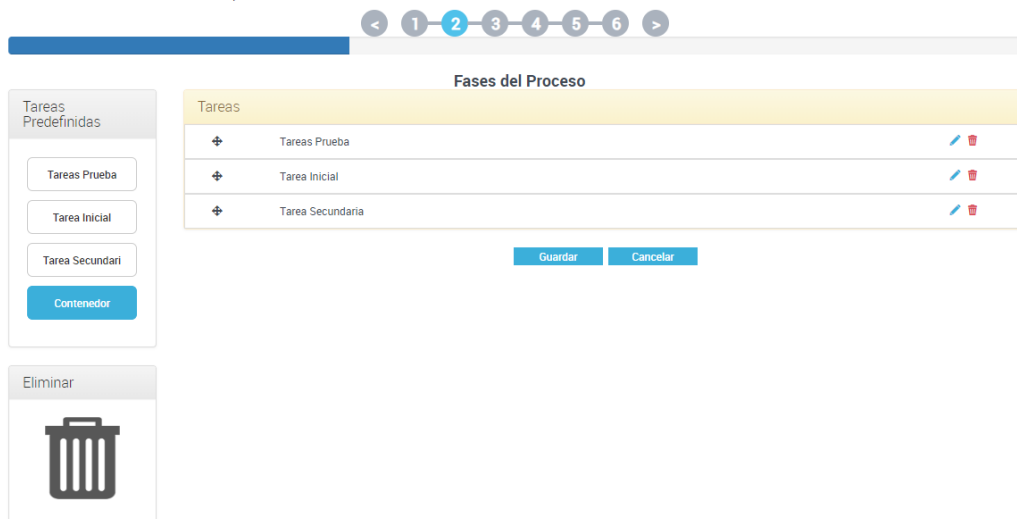 < 1 2 3 4 5 6 >
Fases del Proceso
Tareas
Predefinidas
Tareas Prueba
Tarea Inicial
Tarea Secundari
Contenedor
Eliminar
Tareas
Tareas Prueba
Tarea Inicial
Tarea Secundaria
Guardar Cancelar